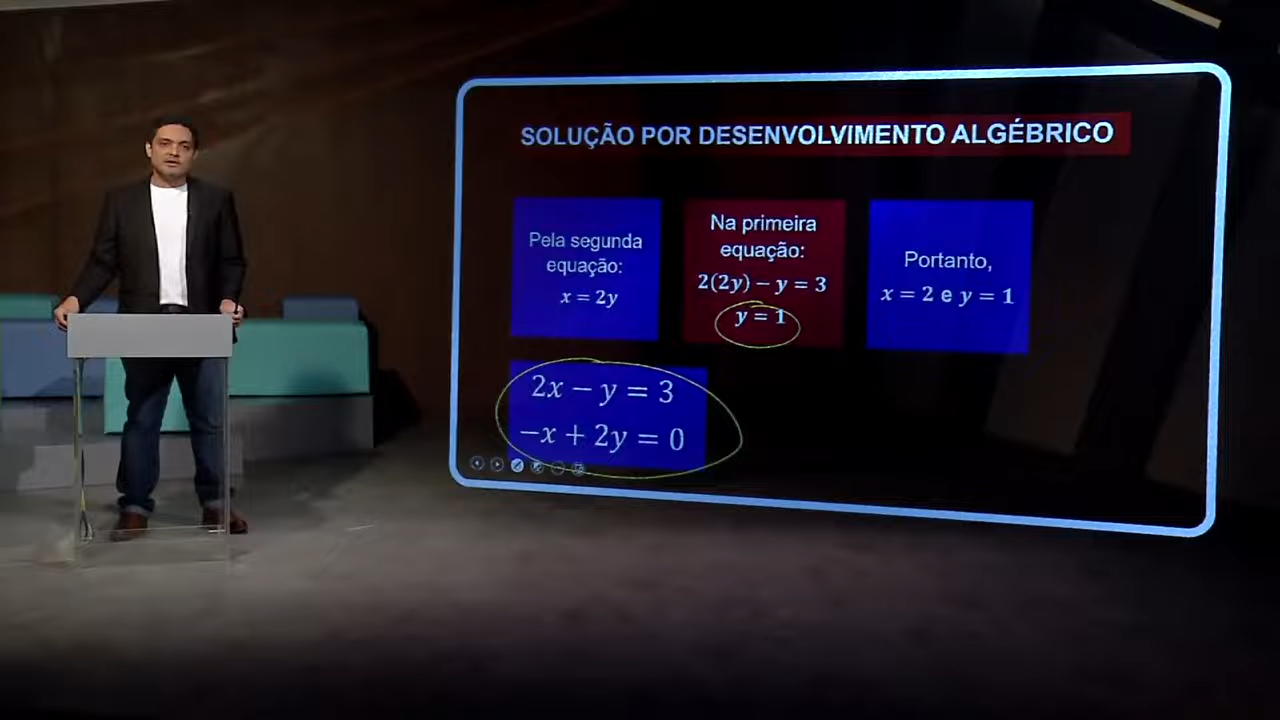 SOLUÇÃO POR DESENVOLVIMENTO ALGÉBRICO
Pela segunda
equação:
x = 2y
Na primeira
equação:
2(2y) − y = 3
y = 1
Portanto,
x = 2 e y = 1
2x − y = 3
−x + 2y = 0